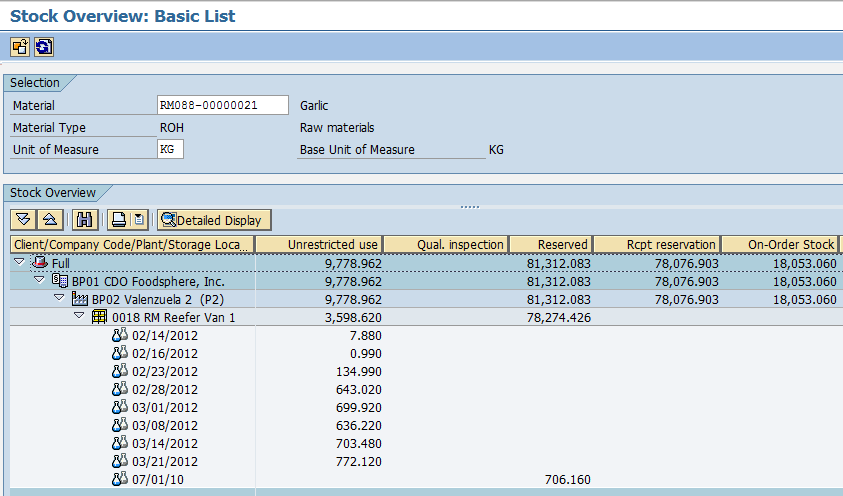 Stock Overview: Basic List
Selection
Material RM088-00000021 Garlic
Material Type ROH Raw materials
Unit of Measure KG Base Unit of Measure KG
Stock Overview
Detailed Display
Client/Company Code/Plant/Storage Loca... Unrestricted use Qual. inspection Reserved Rcpt reservation On-Order Stock
Full 9,778.962 81,312.083 78,076.903 18,053.060
BP01 CDO Foodsphere, Inc. 9,778.962 81,312.083 78,076.903 18,053.060
BP02 Valenzuela 2 (P2) 9,778.962 81,312.083 78,076.903 18,053.060
0018 RM Reefer Van 1 3,598.620 78,274.426
02/14/2012 7.880
02/16/2012 0.990
02/23/2012 134.990
02/28/2012 643.020
03/01/2012 699.920
03/08/2012 636.220
03/14/2012 703.480
03/21/2012 772.120
07/01/10 706.160